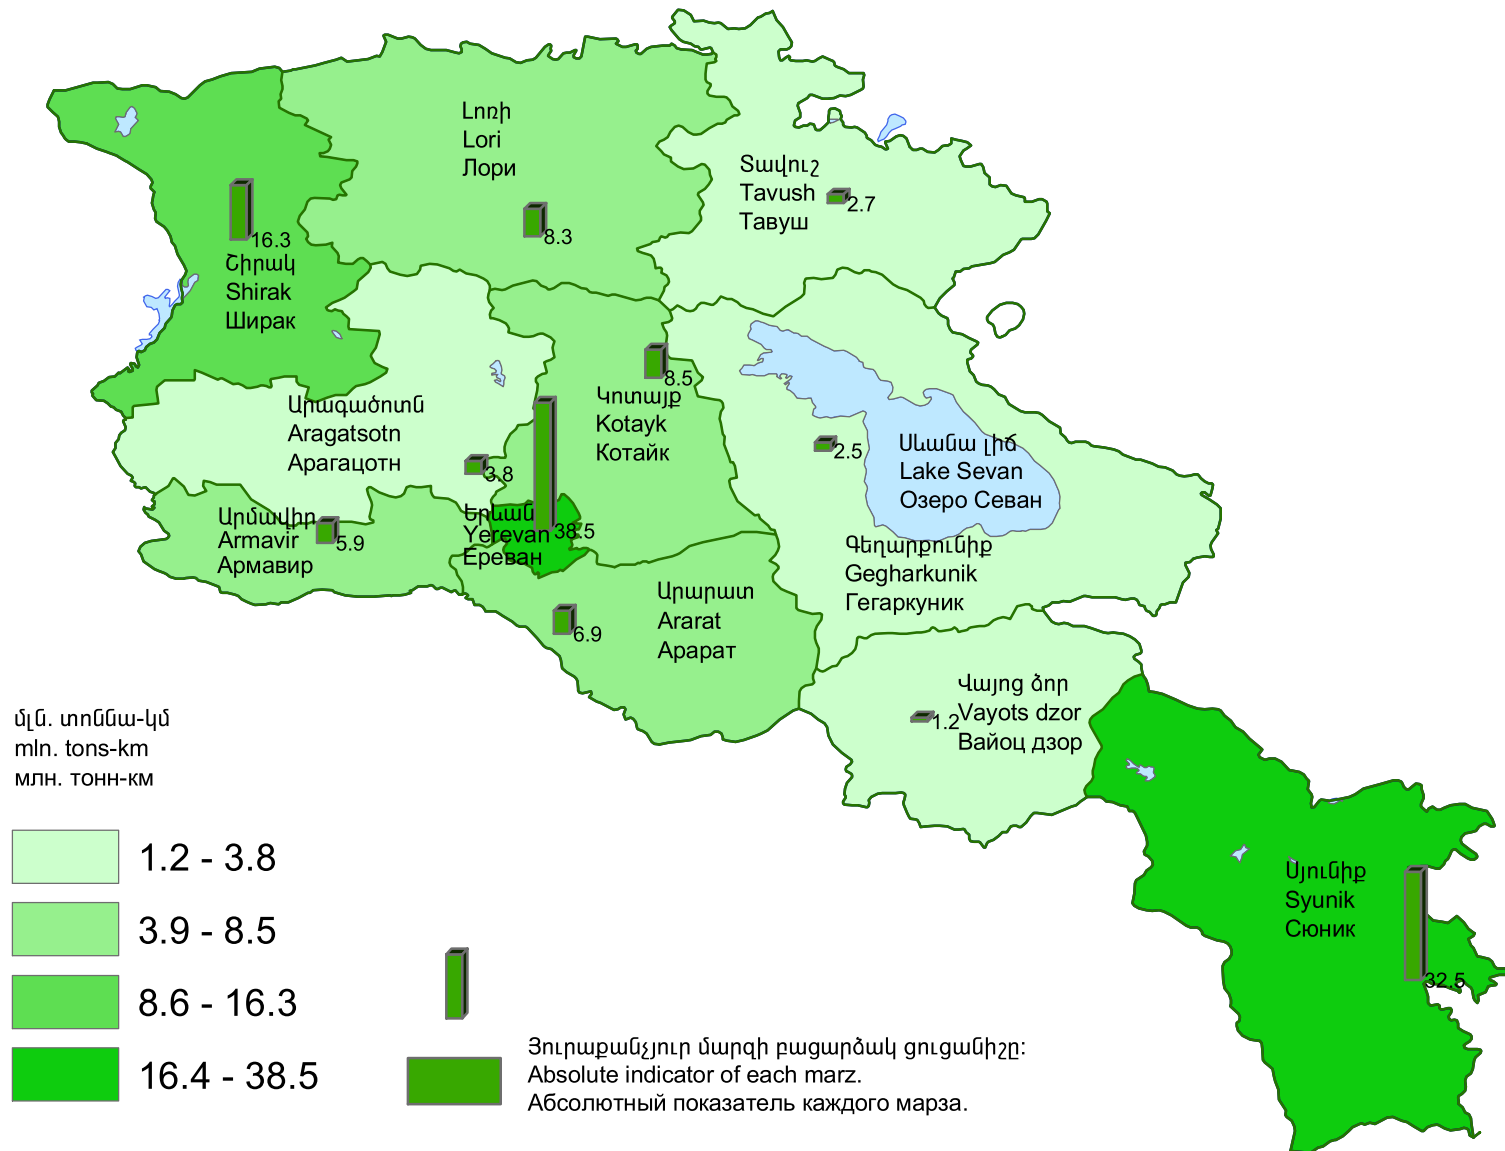 Լոռի
Lori
Лори
8.3
Տավուշ
Tavush
Тавуш
2.7
16.3
Շիրակ
Shirak
Ширак
8.5
Կոտայք
Kotayk
Котайк
Արագածոտն
Aragatsotn
Арагацотн
3.8
2.5
Սևանա լիճ
Lake Sevan
Озеро Севан
Արմավիր
Armavir
Армавир
5.9
Երևան
Yerevan
Ереван
38.5
Գեղարքունիք
Gegharkunik
Гегаркуник
Արարատ
Ararat
Арарат
6.9
Վայոց ձոր
Vayots dzor
Вайоц дзор
1.2
Սյունիք
Syunik
Сюник
32.5
մլն. տոննա-կմ
mln. tons-km
млн. тонн-км
1.2 - 3.8
3.9 - 8.5
8.6 - 16.3
16.4 - 38.5
Յուրաքանչյուր մարզի բացարձակ ցուցանիշը:
Absolute indicator of each marz.
Абсолютный показатель каждого марза.